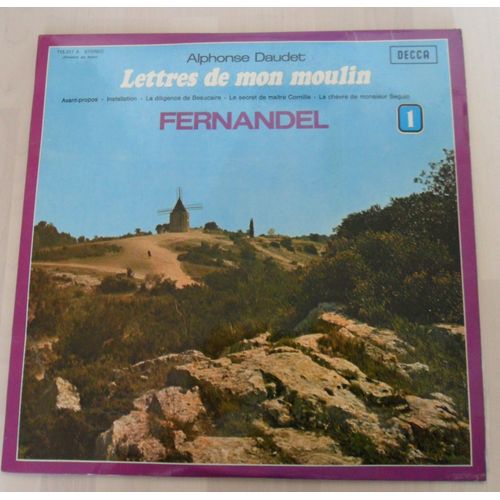 Alphonse Daudet
DECCA
Lettres de mon moulin
Avant-propos - Installation - La diligence de Beaucaire - Le secret de maître Cornille - La chèvre de monsieur Seguin
FERNANDEL
1